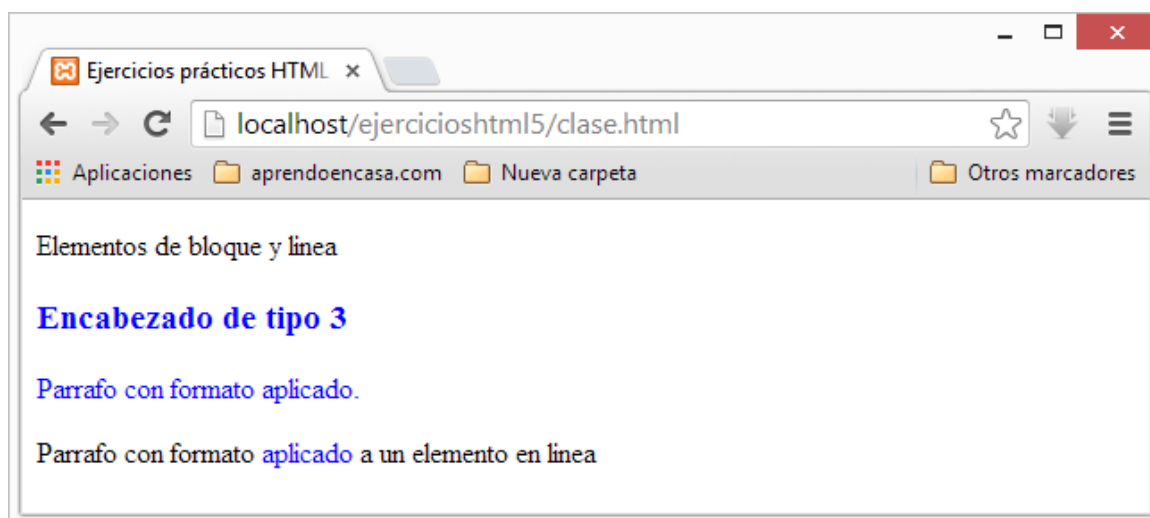 Ejercicios prácticos HTML
localhost/ejercicioshtml5/clase.html
Aplicaciones aprendoencasa.com Nueva carpeta Otros marcadores
Elementos de bloque y linea
Encabezado de tipo 3
Parrafo con formato aplicado.
Parrafo con formato aplicado a un elemento en linea